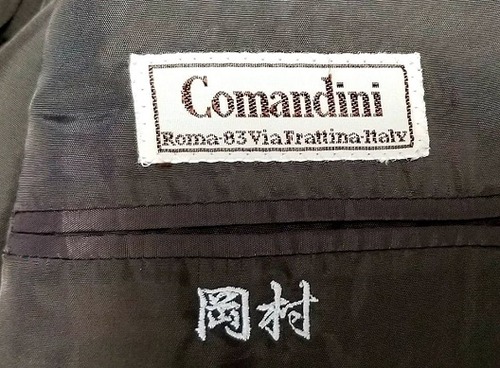 Comandini
Roma-83 Via Frattina-Italy
岡村